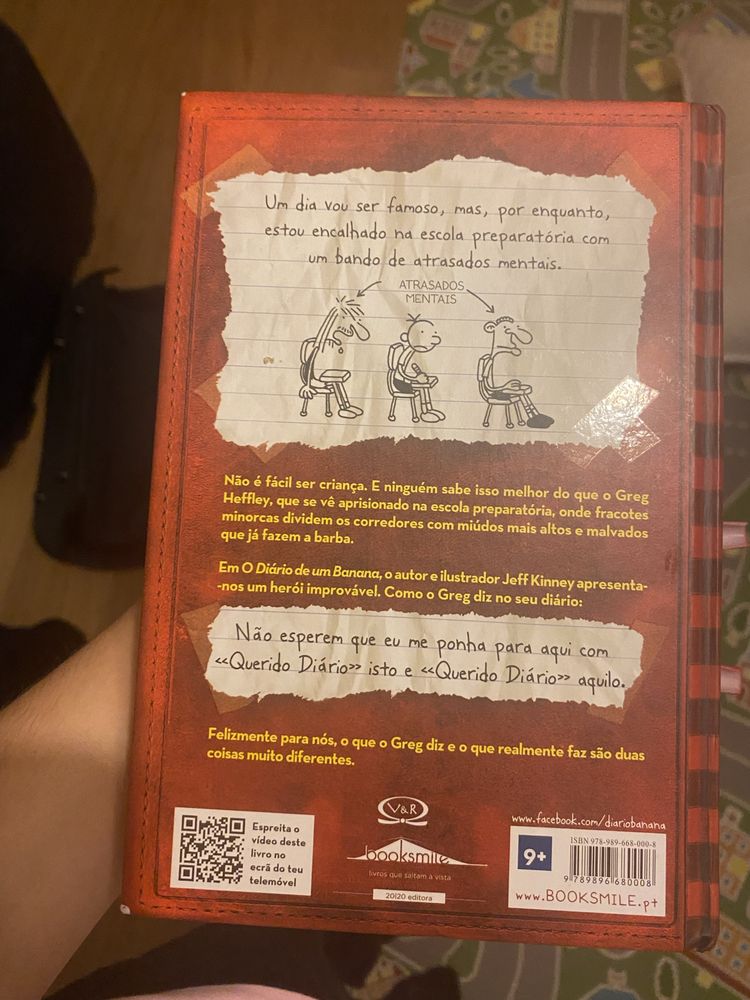 Um dia vou ser famoso, mas, por enquanto,
estou encalhado na escola preparatória com
um bando de atrasados mentais.
ATRASADOS
MENTAIS
Não é fácil ser criança. E ninguém sabe isso melhor do que o Greg
Heffley, que se vê aprisionado na escola preparatória, onde fracotes
minorcas dividem os corredores com miúdos mais altos e malvados
que já fazem a barba.
Em O Diário de um Banana, o autor e ilustrador Jeff Kinney apresenta-
-nos um herói improvável. Como o Greg diz no seu diário:
Não esperem que eu me ponha para aqui com
«Querido Diário» isto e «Querido Diário» aquilo.
Felizmente para nós, o que o Greg diz e o que realmente faz são duas
coisas muito diferentes.
Espreita o
vídeo deste
livro no
ecrã do teu
telemóvel
V&R
booksmile
livros que saltam à vista
20|20 editora
www.facebook.com/diariobanana
9+
ISBN 978-989-668-000-8
9 789896 680008
www.BOOKSMILE.pt